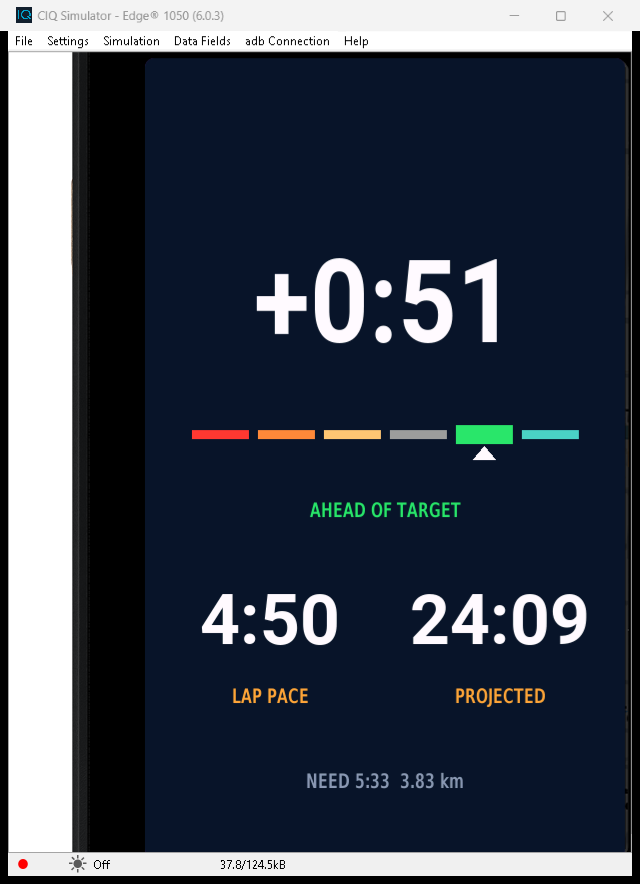 IQ CIQ Simulator - Edge® 1050 (6.0.3)
File Settings Simulation Data Fields adb Connection Help
+0:51
AHEAD OF TARGET
4:50 24:09
LAP PACE PROJECTED
NEED 5:33 3.83 km
Off 37.8/124.5kB